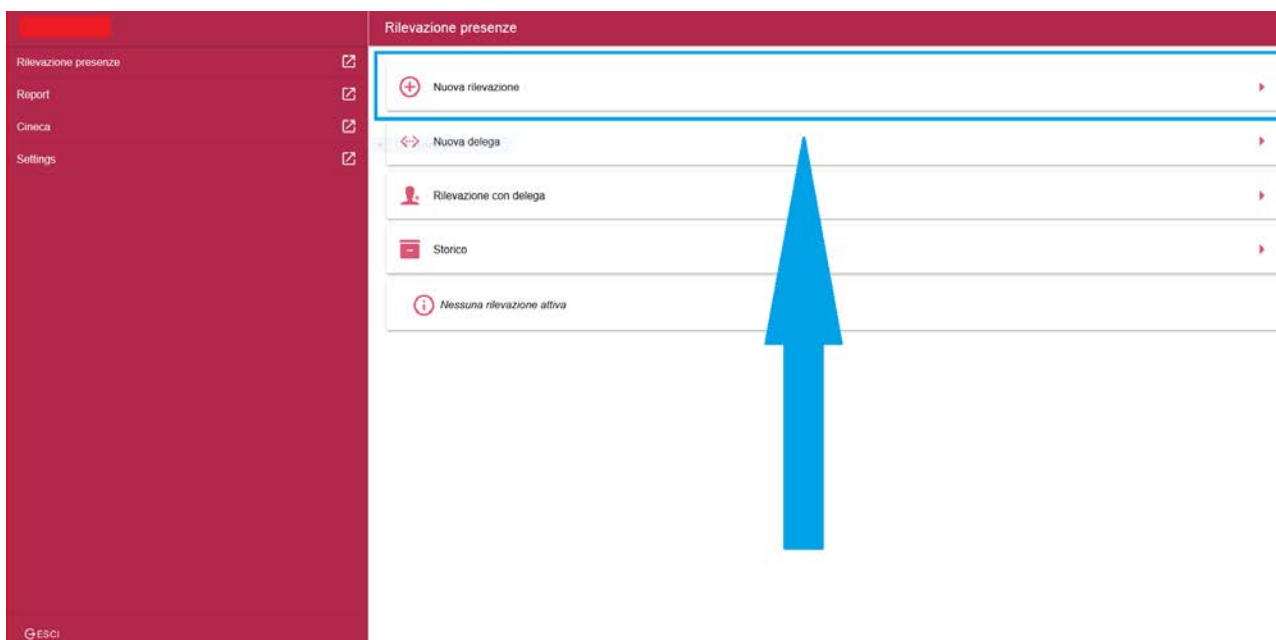 Rilevazione presenze
Report
Cineca
Settings
ESCI
Rilevazione presenze
Nuova rilevazione
Nuova delega
Rilevazione con delega
Storico
Nessuna rilevazione attiva